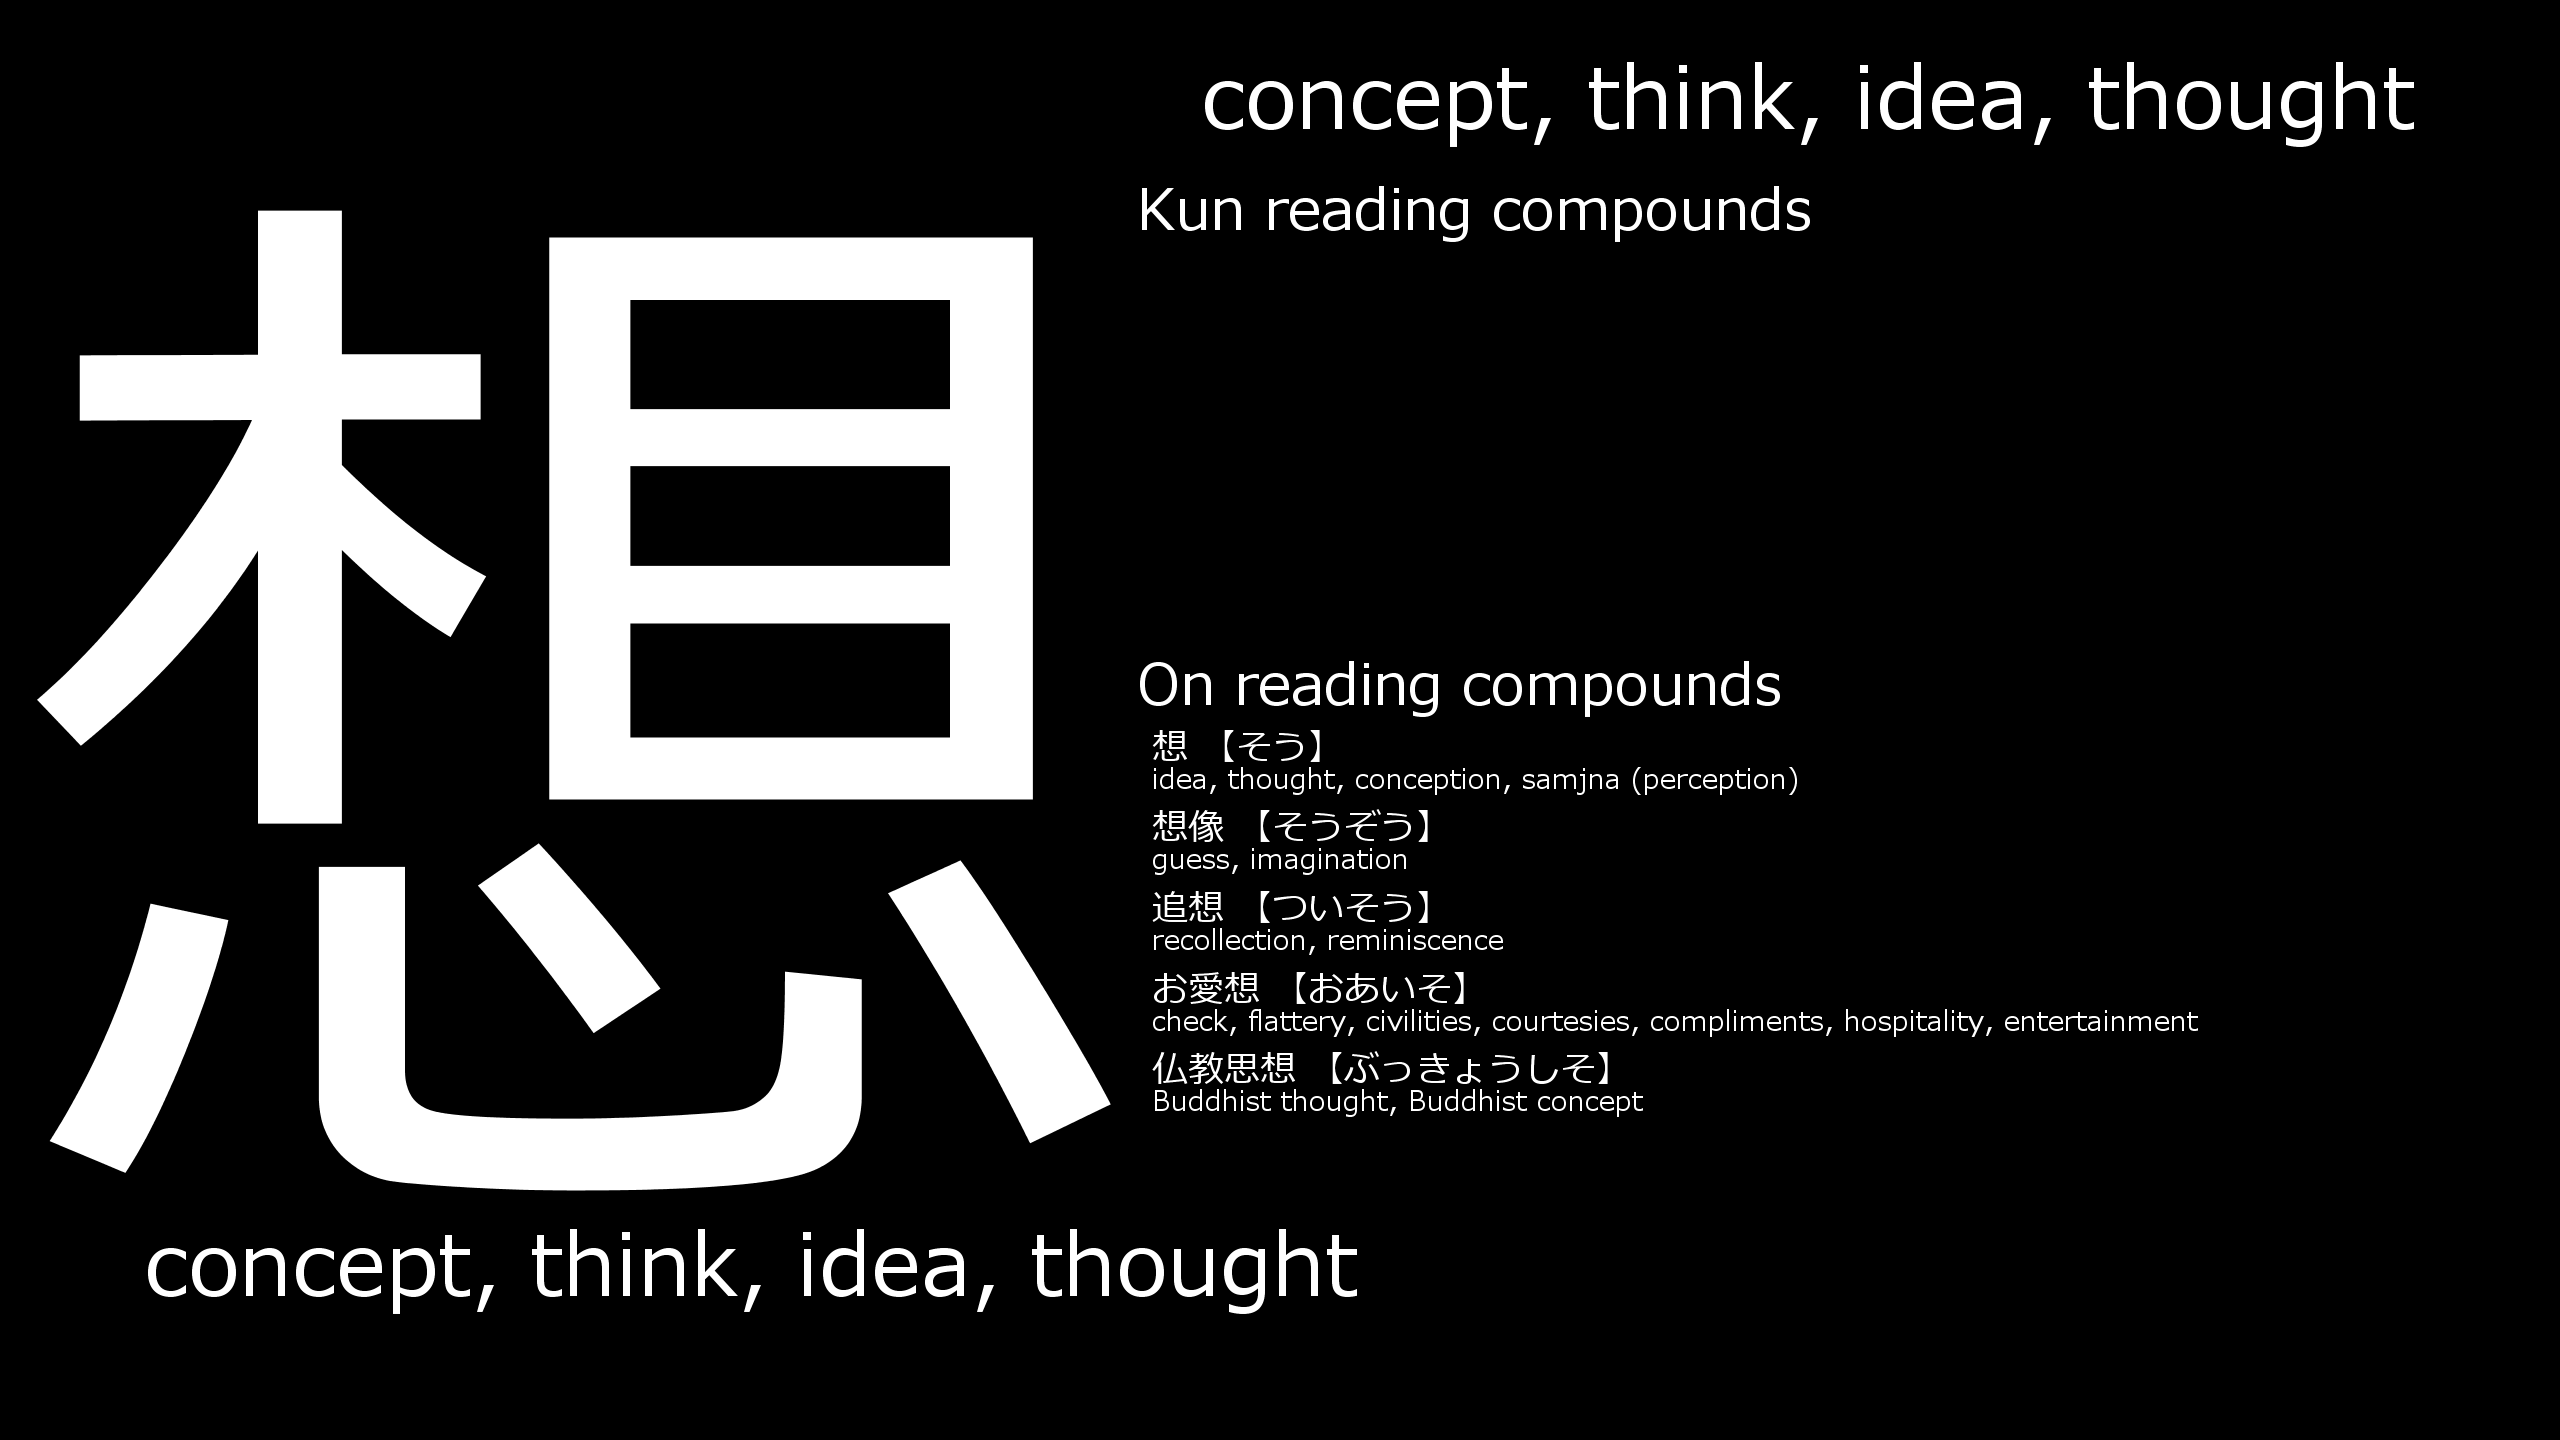 想
concept, think, idea, thought
concept, think, idea, thought
Kun reading compounds
On reading compounds
想 【そう】
idea, thought, conception, samjna (perception)
想像 【そうぞう】
guess, imagination
追想 【ついそう】
recollection, reminiscence
お愛想 【おあいそ】
check, flattery, civilities, courtesies, compliments, hospitality, entertainment
仏教思想 【ぶっきょうしそ】
Buddhist thought, Buddhist concept